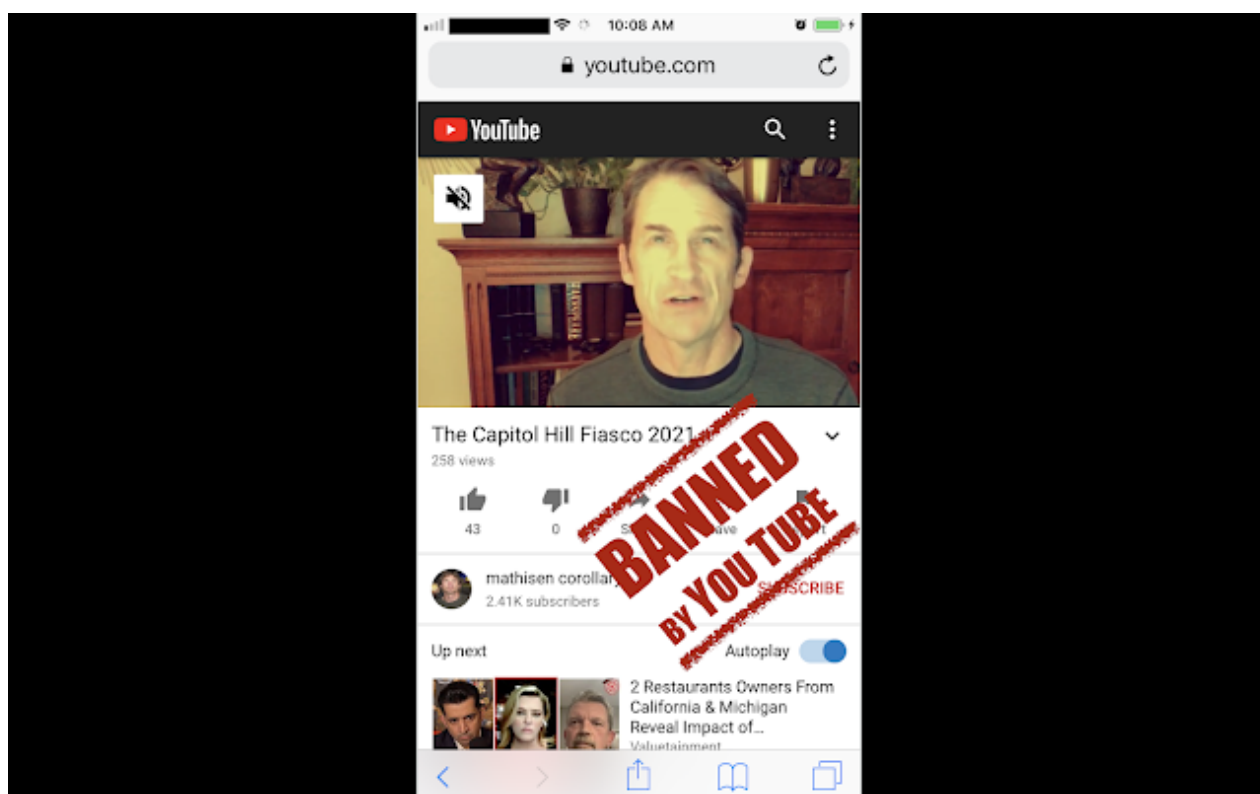 10:08 AM
youtube.com
YouTube
The Capitol Hill Fiasco 2021
258 views
43
0
mathisen corollary
2.41K subscribers
SUBSCRIBE
BANNED
BY YOU TUBE
Up next
Autoplay
2 Restaurants Owners From
California & Michigan
Reveal Impact of...
Valuetainment